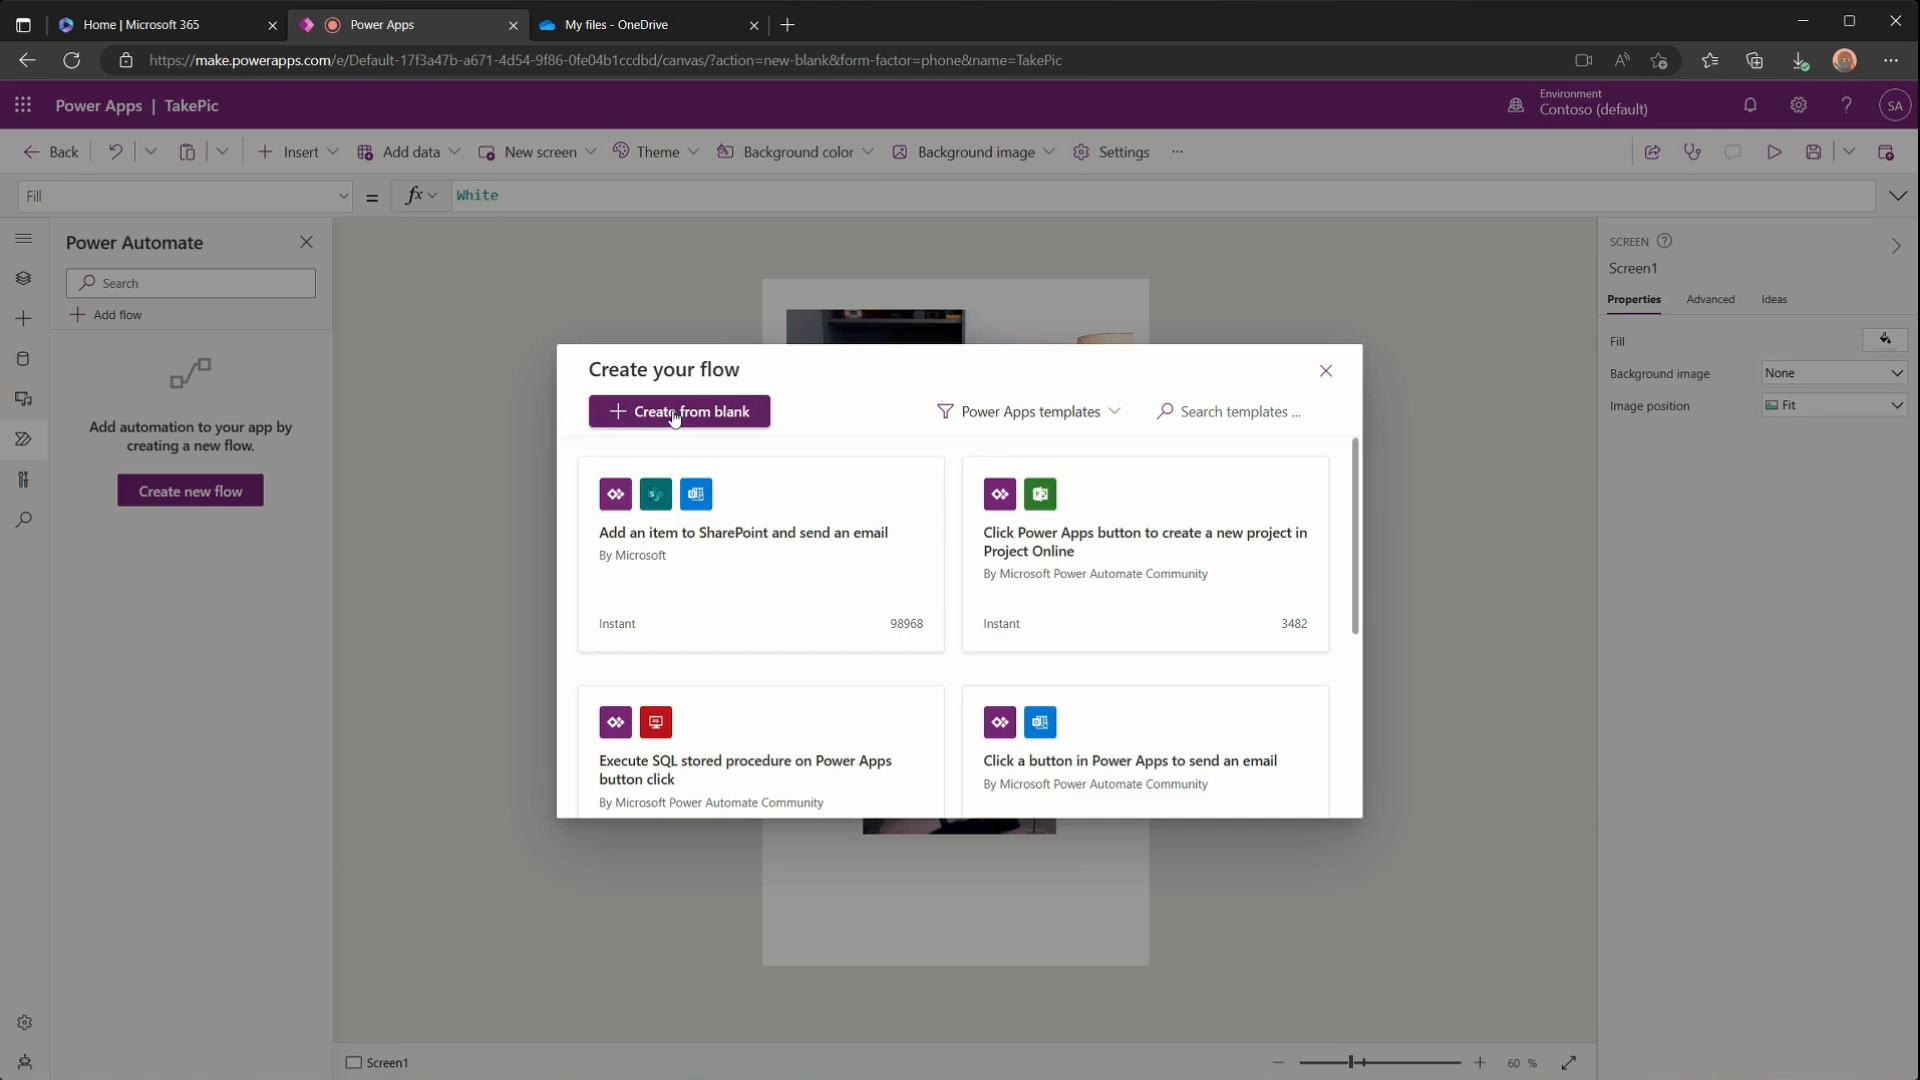 Home | Microsoft 365
Power Apps
My files - OneDrive
https://make.powerapps.com/e/Default-17f3a47b-a671-4d54-9f86-0fe04b1ccdbd/canvas/?action=new-blank&form-factor=phone&name=TakePic
Power Apps | TakePic
Environment
Contoso (default)
SA
Back
Insert
Add data
New screen
Theme
Background color
Background image
Settings
Fill
=
fx
White
Power Automate
Search
Add flow
Add automation to your app by
creating a new flow.
Create new flow
Create your flow
Create from blank
Power Apps templates
Search templates ...
Add an item to SharePoint and send an email
By Microsoft
Instant
98968
Click Power Apps button to create a new project in
Project Online
By Microsoft Power Automate Community
Instant
3482
Execute SQL stored procedure on Power Apps
button click
By Microsoft Power Automate Community
Click a button in Power Apps to send an email
By Microsoft Power Automate Community
SCREEN
Screen1
Properties
Advanced
Ideas
Fill
Background image
None
Image position
Fit
Screen1
60 %